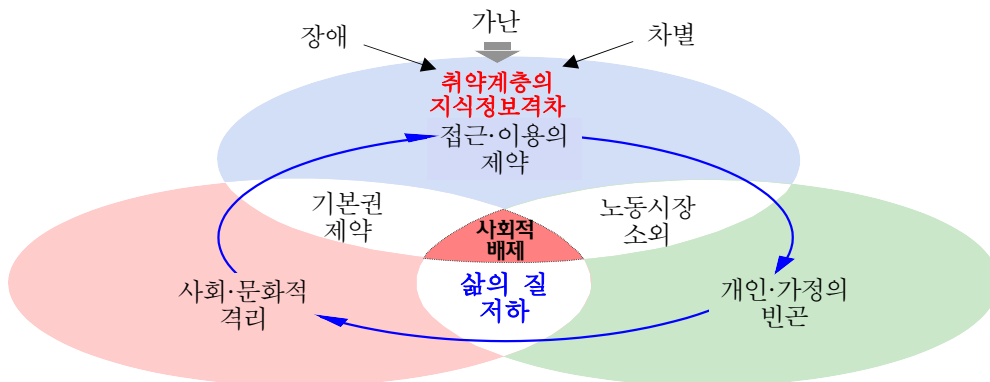 가난
장애
차별
취약계층의
지식정보격차
접근·이용의
제약
기본권
제약
노동시장
소외
사회적
배제
삶의 질
저하
사회·문화적
격리
개인·가정의
빈곤